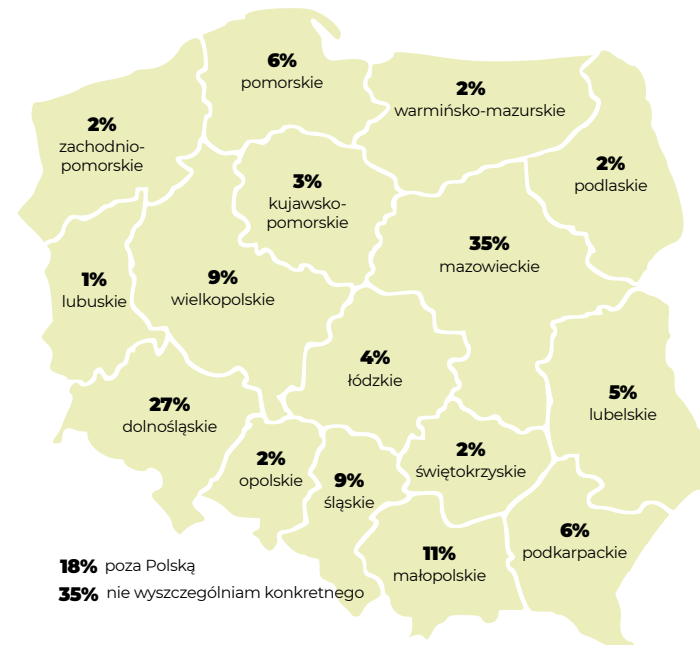 6%
pomorskie
2%
warmińsko-mazurskie
2%
zachodnio-
pomorskie
2%
podlaskie
3%
kujawsko-
pomorskie
35%
mazowieckie
1%
lubuskie
9%
wielkopolskie
4%
łódzkie
27%
dolnośląskie
5%
lubelskie
2%
opolskie
9%
śląskie
2%
świętokrzyskie
11%
małopolskie
6%
podkarpackie
18% poza Polską
35% nie wyszczególniam konkretnego